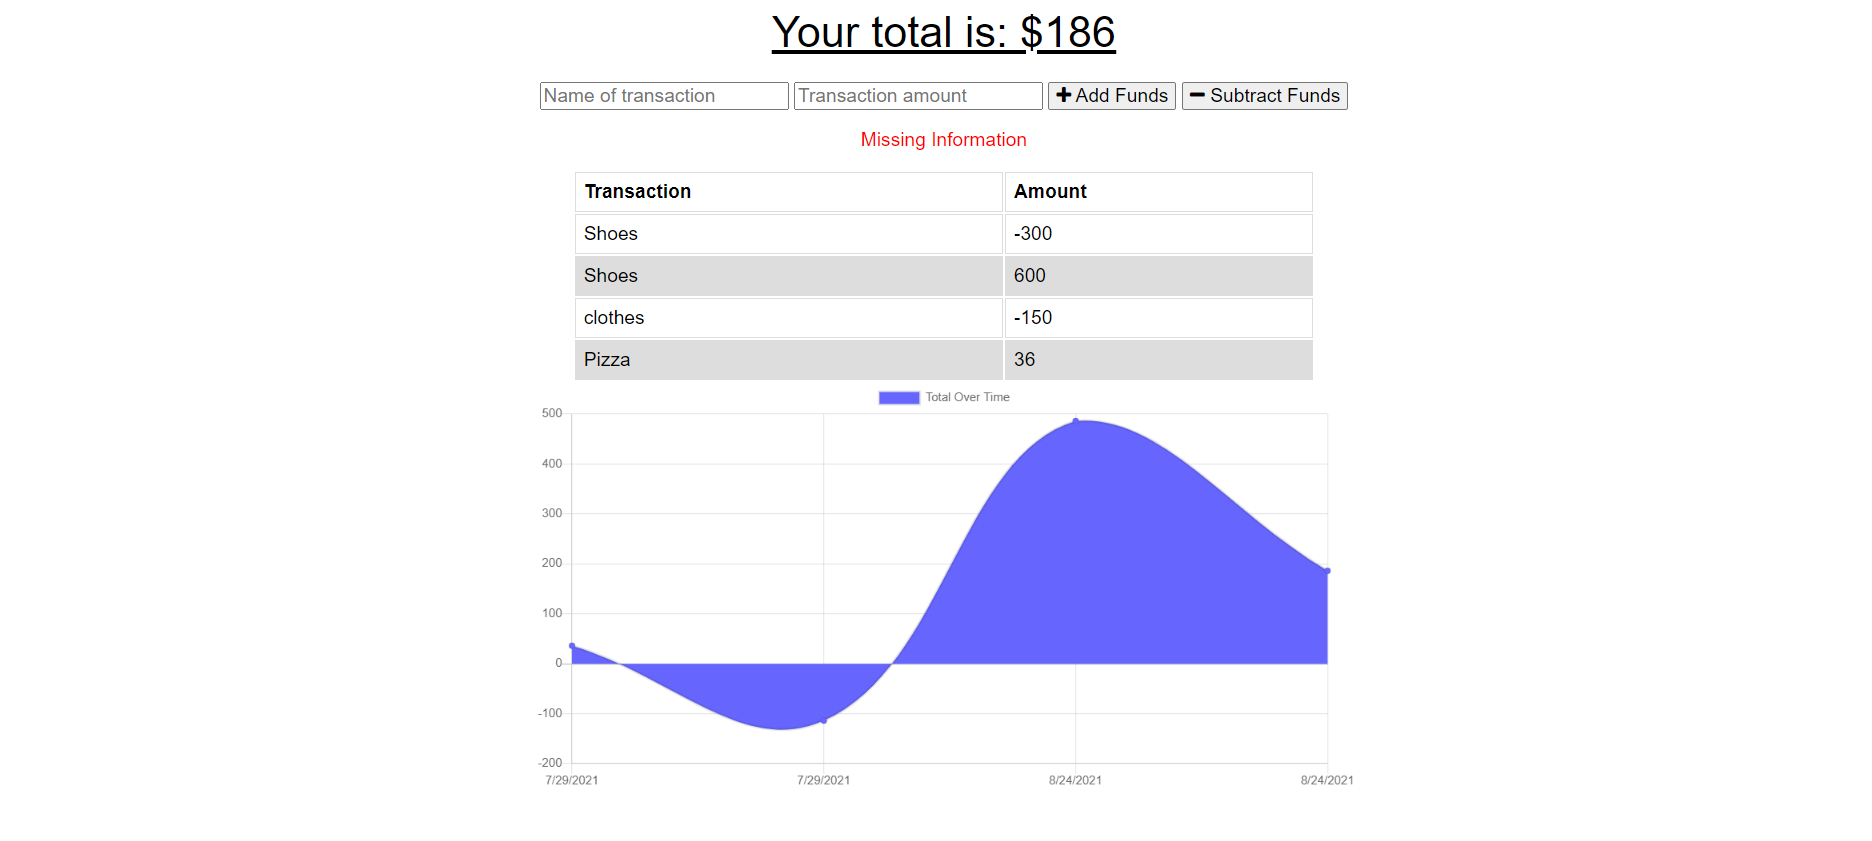 Your total is: $186
Name of transaction Transaction amount Add Funds Subtract Funds
Missing Information
Transaction Amount
Shoes -300
Shoes 600
clothes -150
Pizza 36
Total Over Time
500
400
300
200
100
0
-100
-200
7/29/2021 7/29/2021 8/24/2021 8/24/2021